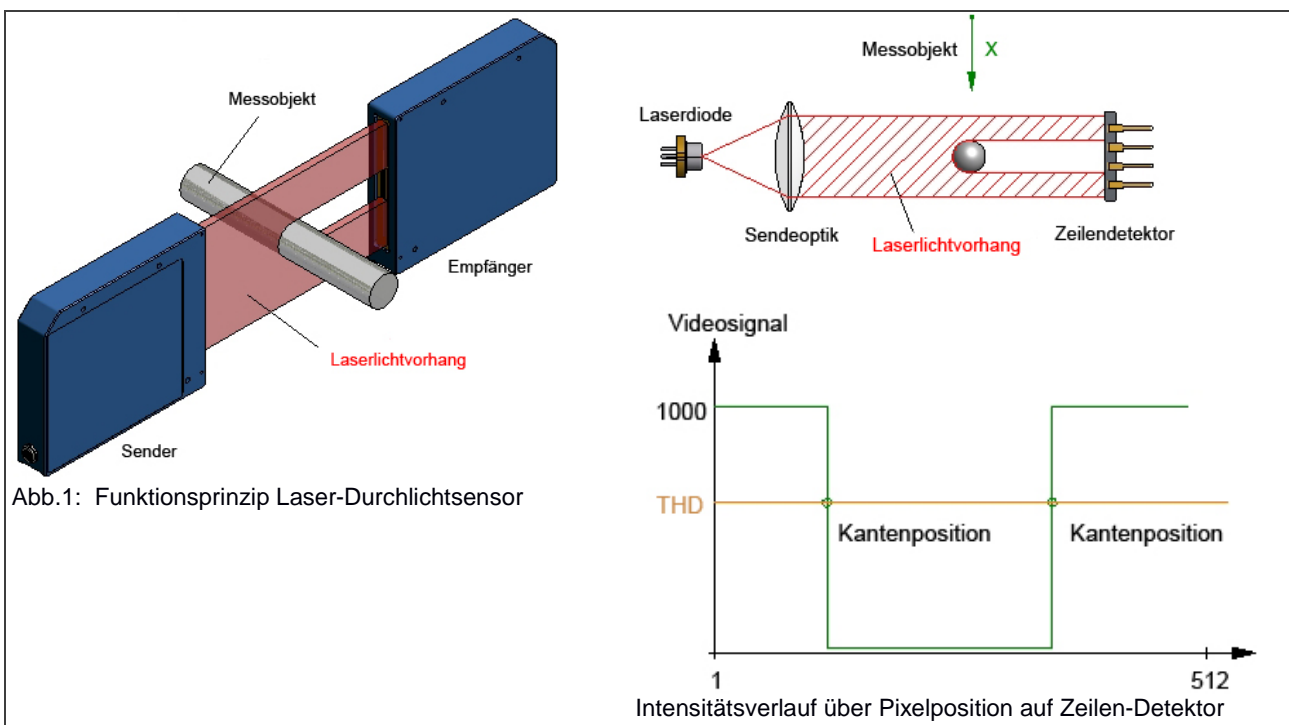 Messobjekt
Empfänger
Laserlichtvorhang
Sender
Abb.1: Funktionsprinzip Laser-Durchlichtsensor
Messobjekt X
Laserdiode
Sendeoptik
Laserlichtvorhang
Zeilendetektor
Videosignal
1000
THD
Kantenposition Kantenposition
1 512
Intensitätsverlauf über Pixelposition auf Zeilen-Detektor